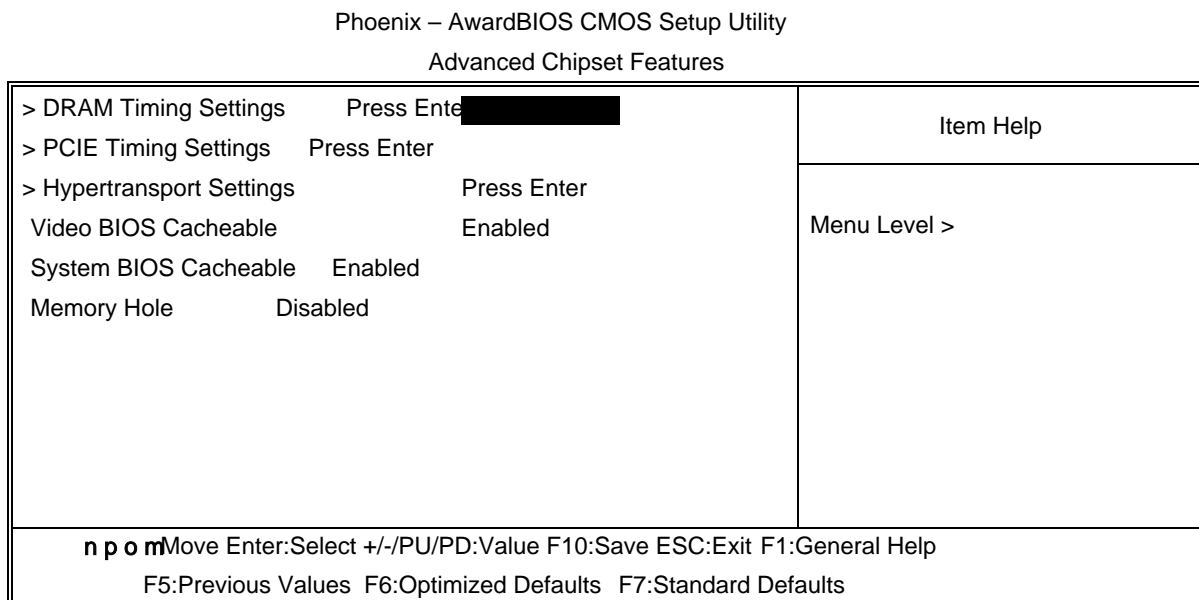 Phoenix – AwardBIOS CMOS Setup Utility
Advanced Chipset Features
> DRAM Timing Settings Press Ente
> PCIE Timing Settings Press Enter
> Hypertransport Settings Press Enter
Video BIOS Cacheable Enabled
System BIOS Cacheable Enabled
Memory Hole Disabled
Item Help
Menu Level >
n p o mMove Enter:Select +/-/PU/PD:Value F10:Save ESC:Exit F1:General Help
F5:Previous Values F6:Optimized Defaults F7:Standard Defaults